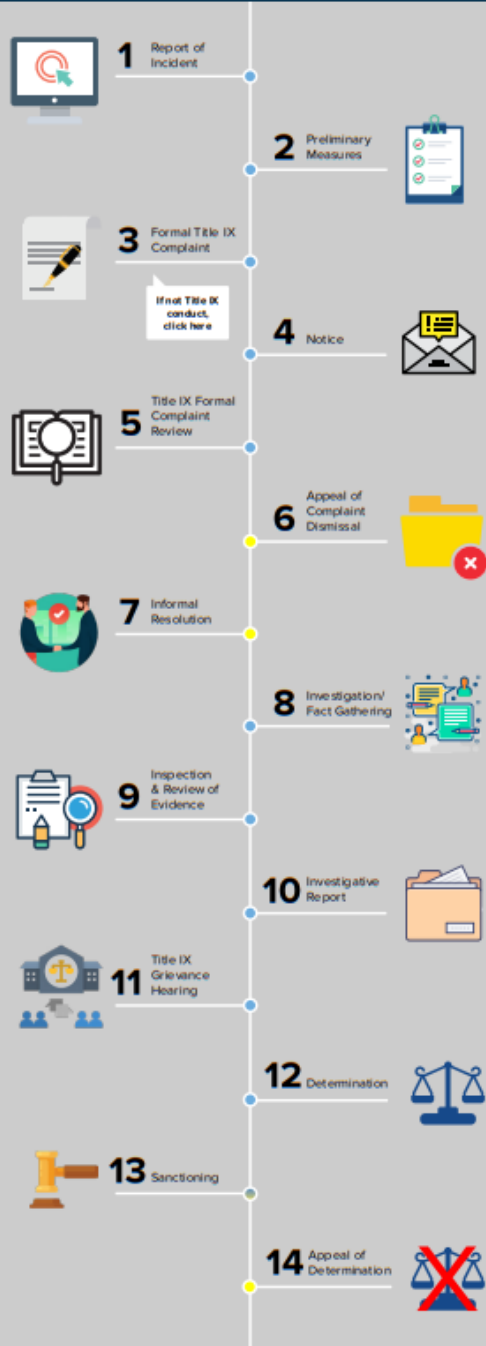 1 Report of
Incident
2 Preliminary
Measures
3 Formal Title IX
Complaint
If not Title IX
conduct,
click here
4 Notice
5 Title IX Formal
Complaint
Review
6 Appeal of
Complaint
Dismissal
7 Informal
Resolution
8 Investigation/
Fact Gathering
9 Inspection
& Review of
Evidence
10 Investigative
Report
11 Title IX
Grievance
Hearing
12 Determination
13 Sanctioning
14 Appeal of
Determination